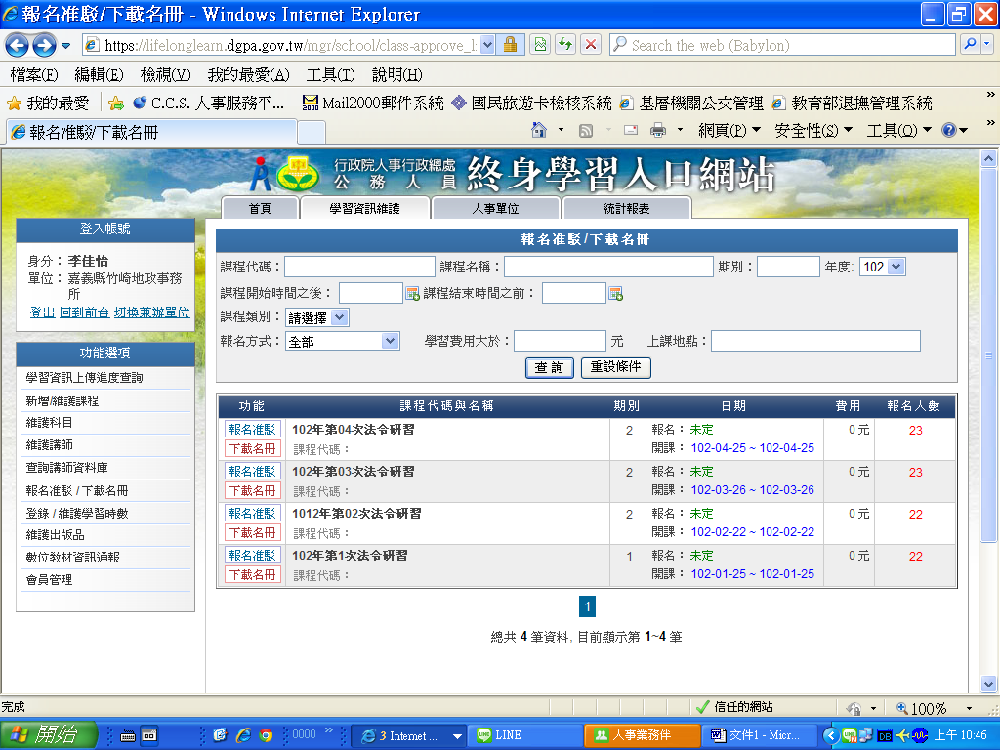 報名准駁/下載名冊 - Windows Internet Explorer
https://lifelonglearn.dgpa.gov.tw/mgr/school/class-approve_l
Search the web (Babylon)
檔案(F) 編輯(E) 檢視(V) 我的最愛(A) 工具(T) 說明(H)
我的最愛 C.C.S. 人事服務平... Mail2000郵件系統 國民旅遊卡檢核系統 基層機關公文管理 教育部退撫管理系統
報名准駁/下載名冊
網頁(P) 安全性(S) 工具(O)
行政院人事行政總處
公務人員 終身學習入口網站
首頁 學習資訊維護 人事單位 統計報表
登入帳號
身分： 李佳怡
單位： 嘉義縣竹崎地政事務所
登出 回到前台 切換兼辦單位
功能選項
學習資訊上傳進度查詢
新增/維護課程
維護科目
維護講師
查詢講師資料庫
報名准駁 / 下載名冊
登錄 / 維護學習時數
維護出版品
數位教材資訊通報
會員管理
報名准駁/下載名冊
課程代碼： 課程名稱： 期別： 年度: 102
課程開始時間之後： 課程結束時間之前：
課程類別： 請選擇
報名方式： 全部 學習費用大於： 元 上課地點：
查詢 重設條件
功能 課程代碼與名稱 期別 日期 費用 報名人數
報名准駁 102年第04次法令研習 2 報名： 未定 0 元 23
下載名冊 課程代碼： 開課： 102-04-25 ~ 102-04-25
報名准駁 102年第03次法令研習 2 報名： 未定 0 元 23
下載名冊 課程代碼： 開課： 102-03-26 ~ 102-03-26
報名准駁 1012年第02次法令研習 2 報名： 未定 0 元 22
下載名冊 課程代碼： 開課： 102-02-22 ~ 102-02-22
報名准駁 102年第1次法令研習 1 報名： 未定 0 元 22
下載名冊 課程代碼： 開課： 102-01-25 ~ 102-01-25
1
總共 4 筆資料, 目前顯示第 1~4 筆
完成 信任的網站 100%
開始 0000 3 Internet ... LINE 人事業務伴 文件1 - Micr... 上午 10:46